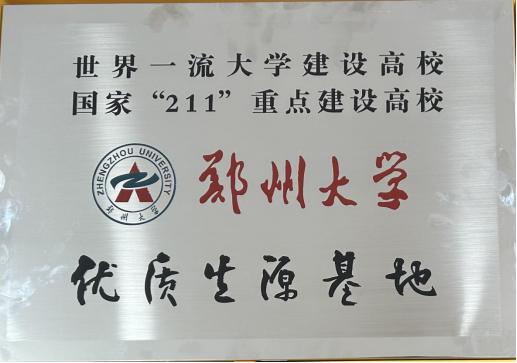 世界一流大学建设高校
国家“211”重点建设高校
ZHENGZHOU UNIVERSITY
郑州大学
郑州大学
优质生源基地